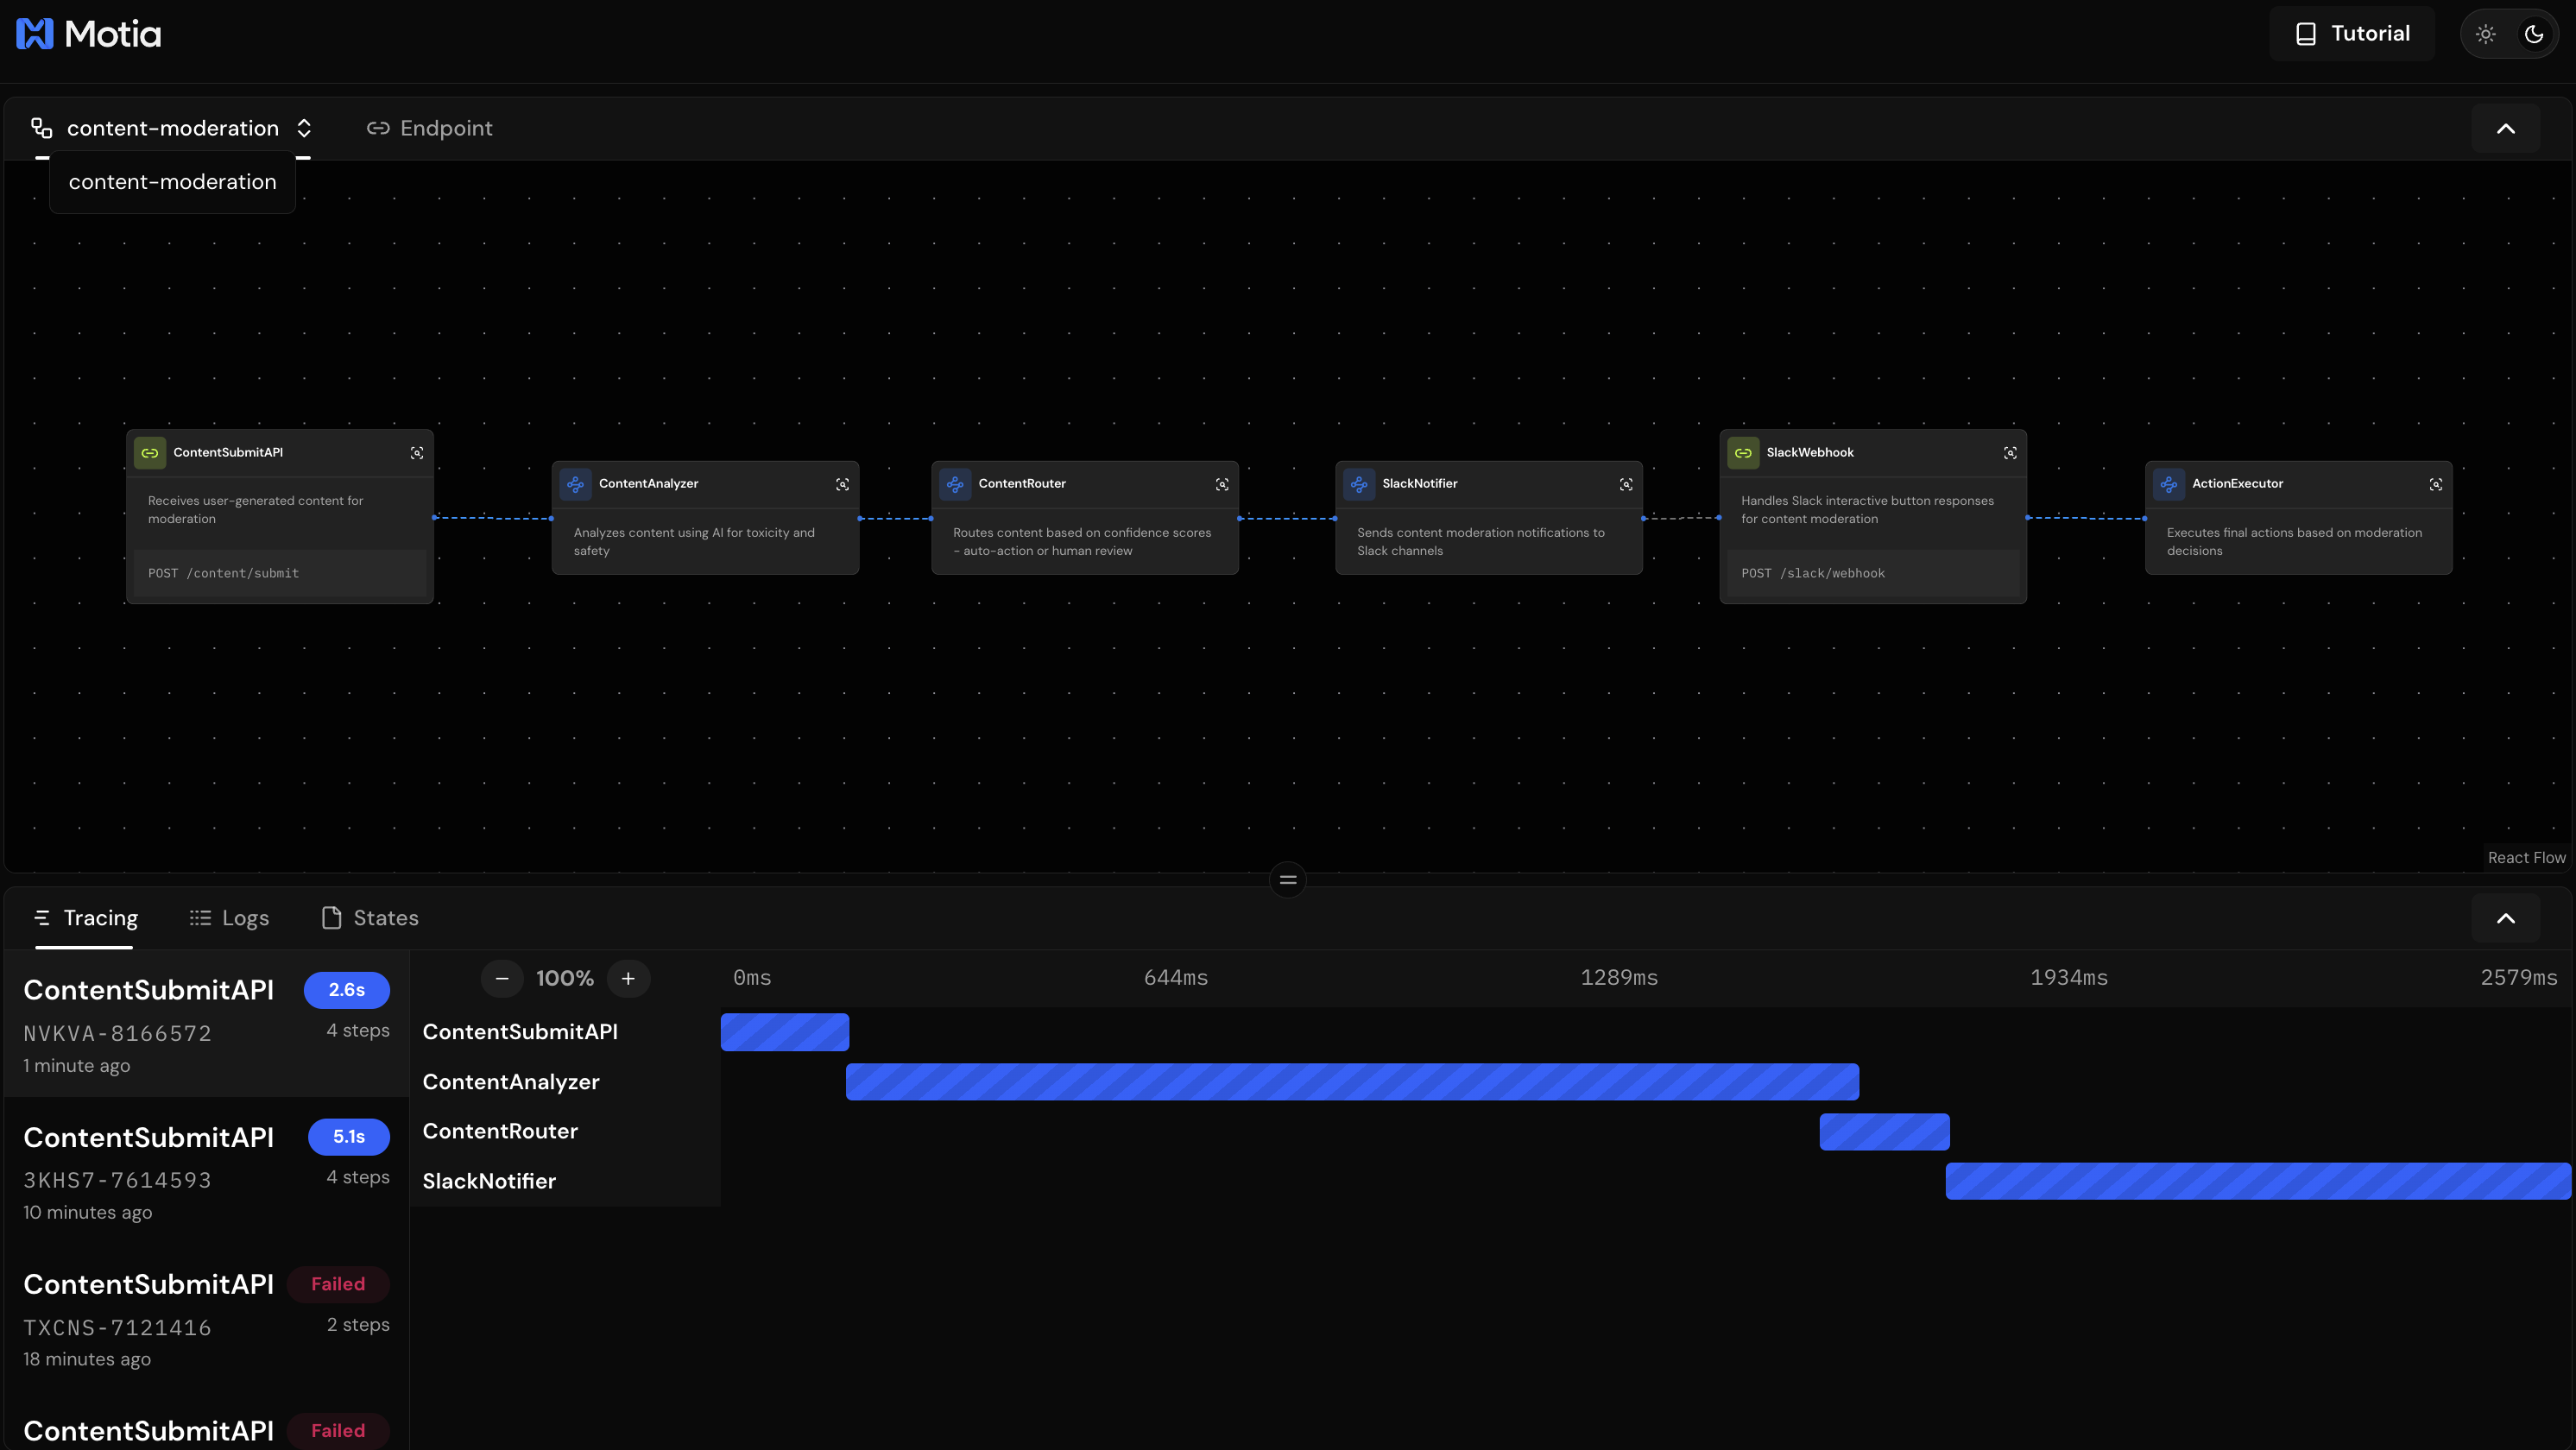 Motia
Tutorial
content-moderation
Endpoint
content-moderation
ContentSubmitAPI
Receives user-generated content for
moderation
POST /content/submit
ContentAnalyzer
Analyzes content using AI for toxicity and
safety
ContentRouter
Routes content based on confidence scores
- auto-action or human review
SlackNotifier
Sends content moderation notifications to
Slack channels
SlackWebhook
Handles Slack interactive button responses
for content moderation
POST /slack/webhook
ActionExecutor
Executes final actions based on moderation
decisions
React Flow
Tracing
Logs
States
ContentSubmitAPI
2.6s
NVKVA-8166572
4 steps
1 minute ago
ContentSubmitAPI
5.1s
3KHS7-7614593
4 steps
10 minutes ago
ContentSubmitAPI
Failed
TXCNS-7121416
2 steps
18 minutes ago
ContentSubmitAPI
Failed
100%
0ms
644ms
1289ms
1934ms
2579ms
ContentSubmitAPI
ContentAnalyzer
ContentRouter
SlackNotifier